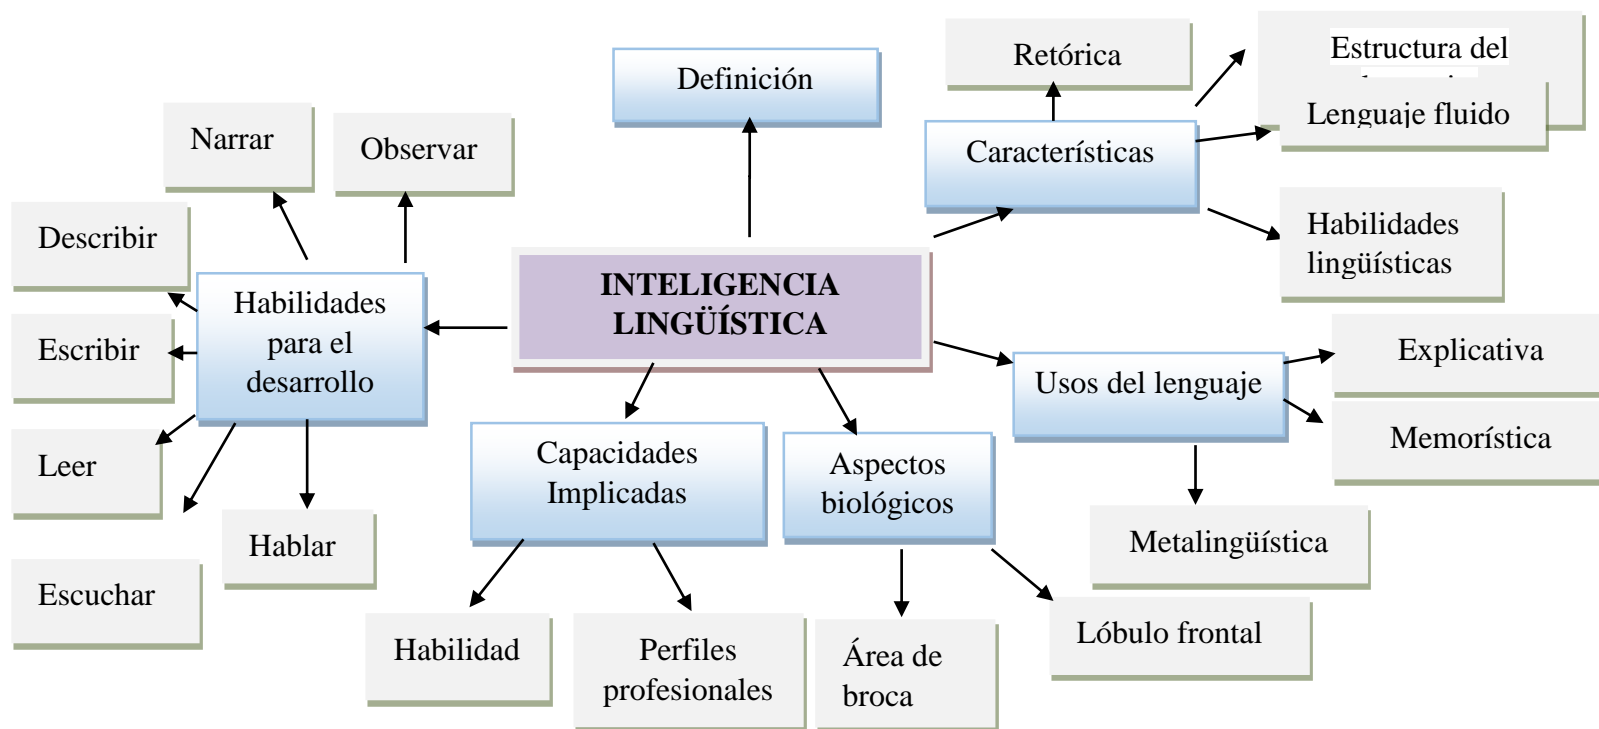 Retórica
Estructura del
Definición
Lenguaje fluido
Narrar
Observar
Características
Describir
Habilidades
lingüísticas
INTELIGENCIA
LINGÜÍSTICA
Habilidades
para el
desarrollo
Escribir
Explicativa
Usos del lenguaje
Memorística
Capacidades
Implicadas
Aspectos
biológicos
Leer
Hablar
Metalingüística
Escuchar
Habilidad
Perfiles
profesionales
Área de
broca
Lóbulo frontal